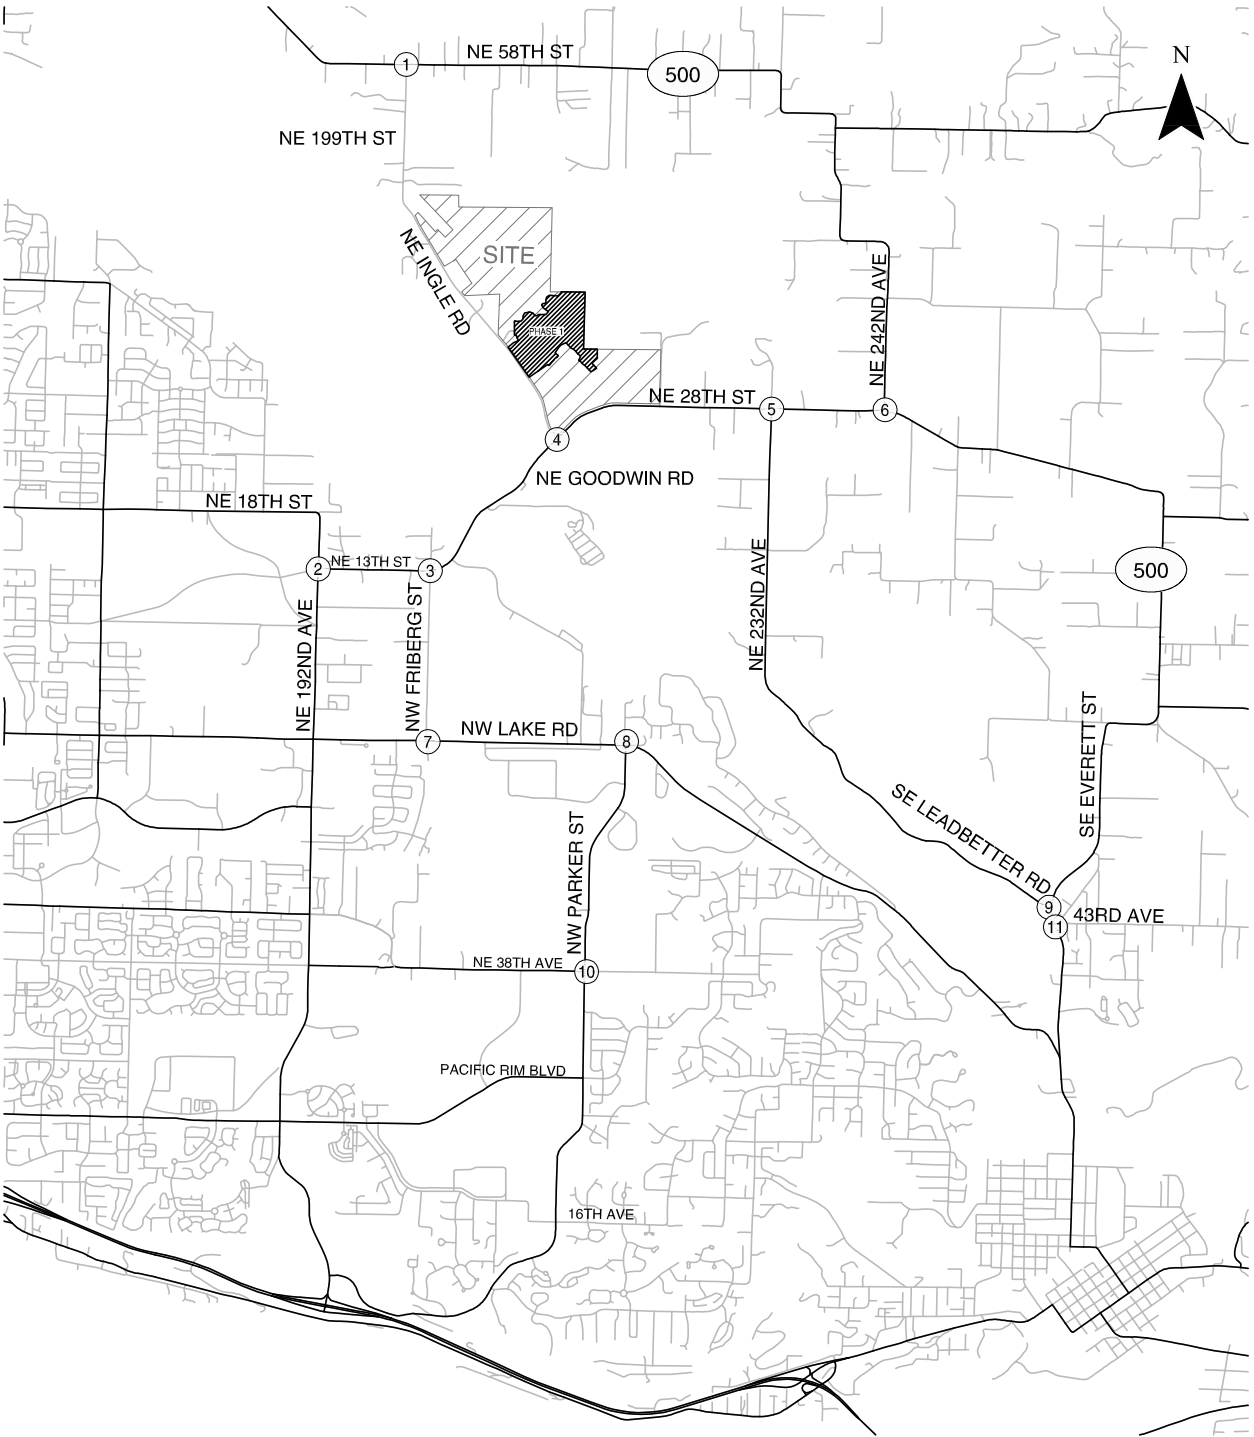 NE 58TH ST
1
500
N
NE 199TH ST
SITE
NE INGLE RD
NE 242ND AVE
PHASE 1
NE 28TH ST
5
6
4
NE GOODWIN RD
NE 18TH ST
NE 13TH ST
2
3
500
NE 192ND AVE
NW FRIBERG ST
NE 232ND AVE
NW LAKE RD
7
8
SE EVERETT ST
SE LEADBETTER RD
NW PARKER ST
9
43RD AVE
11
NE 38TH AVE
10
PACIFIC RIM BLVD
16TH AVE